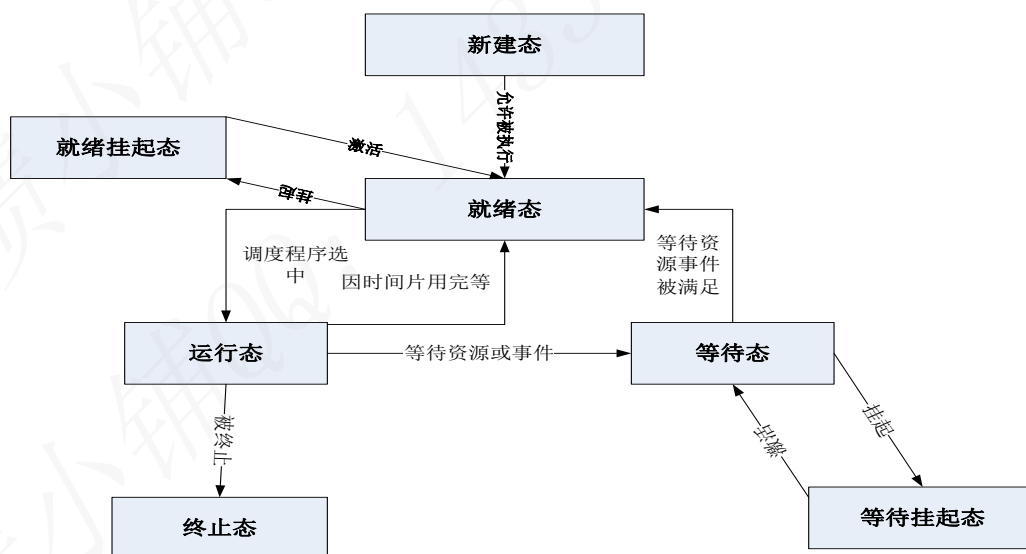 新建态
允许被执行
就绪挂起态
激活
挂起
就绪态
调度程序选
中
因时间片用完等
等待资
源事件
被满足
运行态
等待资源或事件
等待态
被终止
挂起
激活
终止态
等待挂起态